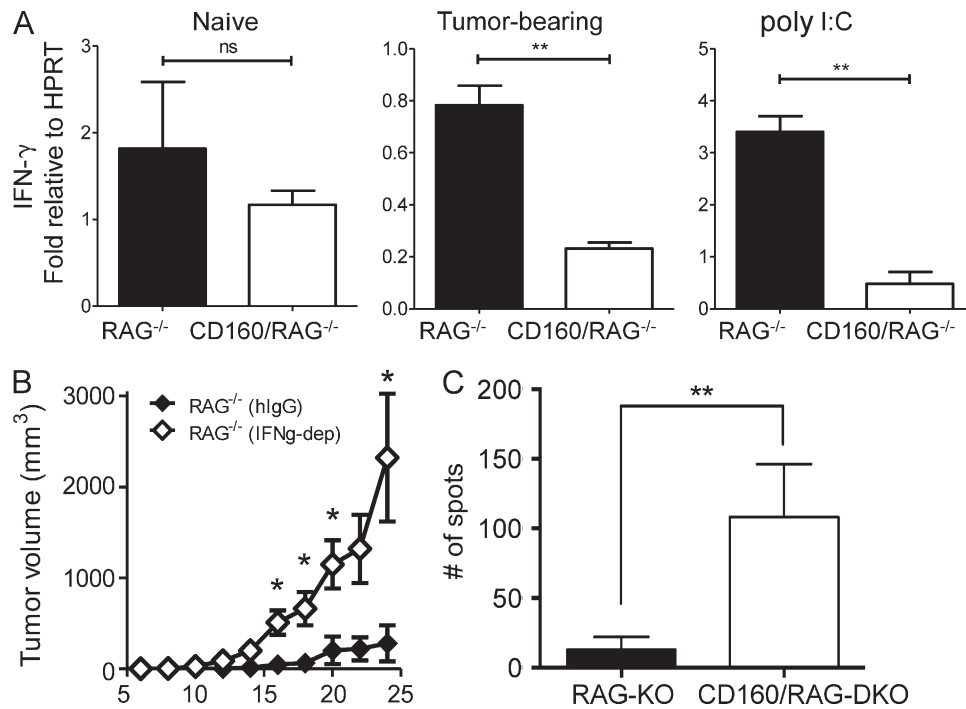 A
Naive
Tumor-bearing
poly I:C
IFN-γ
Fold relative to HPRT
3
2
1
0
ns
RAG-/-
CD160/RAG-/-
1.0
0.8
0.6
0.4
0.2
0.0
**
RAG-/-
CD160/RAG-/-
5
4
3
2
1
0
**
RAG-/-
CD160/RAG-/-
B
Tumor volume (mm3)
3000
2000
1000
0
RAG-/- (hIgG)
RAG-/- (IFNg-dep)
*
*
*
*
5
10
15
20
25
C
# of spots
200
150
100
50
0
**
RAG-KO
CD160/RAG-DKO